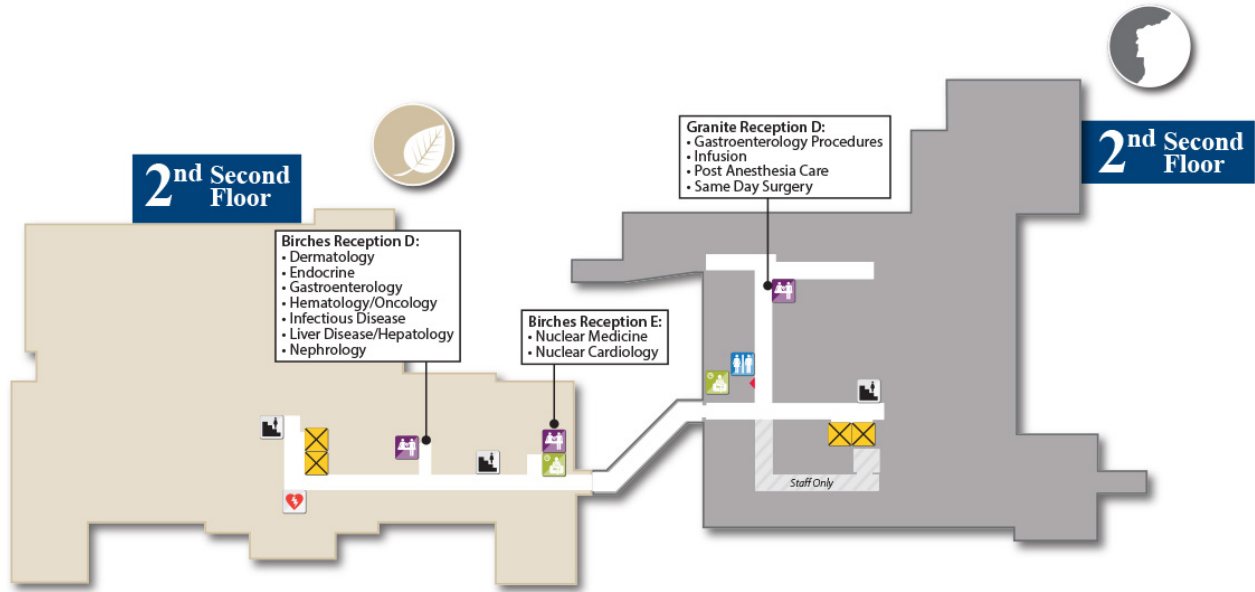 2nd Second
Floor
Birches Reception D:
• Dermatology
• Endocrine
• Gastroenterology
• Hematology/Oncology
• Infectious Disease
• Liver Disease/Hepatology
• Nephrology
Birches Reception E:
• Nuclear Medicine
• Nuclear Cardiology
Granite Reception D:
• Gastroenterology Procedures
• Infusion
• Post Anesthesia Care
• Same Day Surgery
2nd Second
Floor
Staff Only